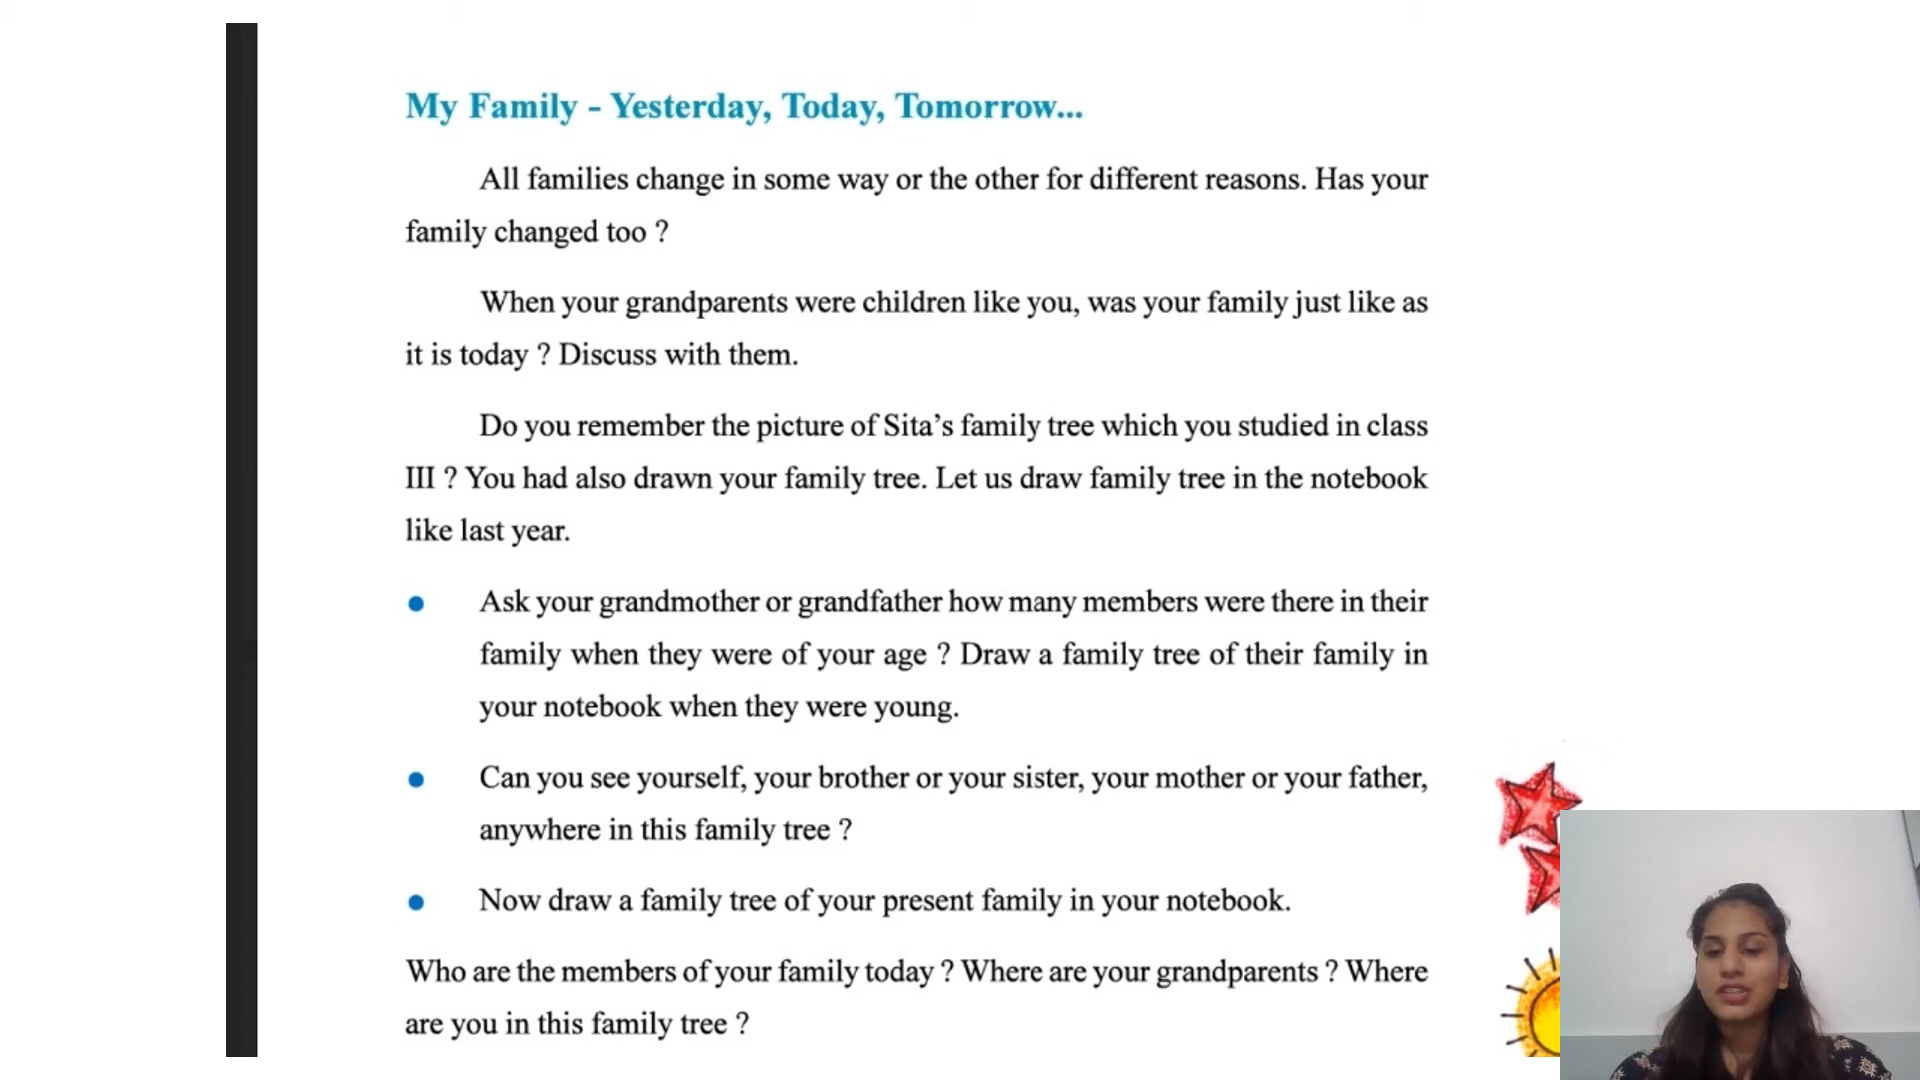 My Family - Yesterday, Today, Tomorrow...
All families change in some way or the other for different reasons. Has your
family changed too ?
When your grandparents were children like you, was your family just like as
it is today ? Discuss with them.
Do you remember the picture of Sita’s family tree which you studied in class
III ? You had also drawn your family tree. Let us draw family tree in the notebook
like last year.
● Ask your grandmother or grandfather how many members were there in their
family when they were of your age ? Draw a family tree of their family in
your notebook when they were young.
● Can you see yourself, your brother or your sister, your mother or your father,
anywhere in this family tree ?
● Now draw a family tree of your present family in your notebook.
Who are the members of your family today ? Where are your grandparents ? Where
are you in this family tree ?